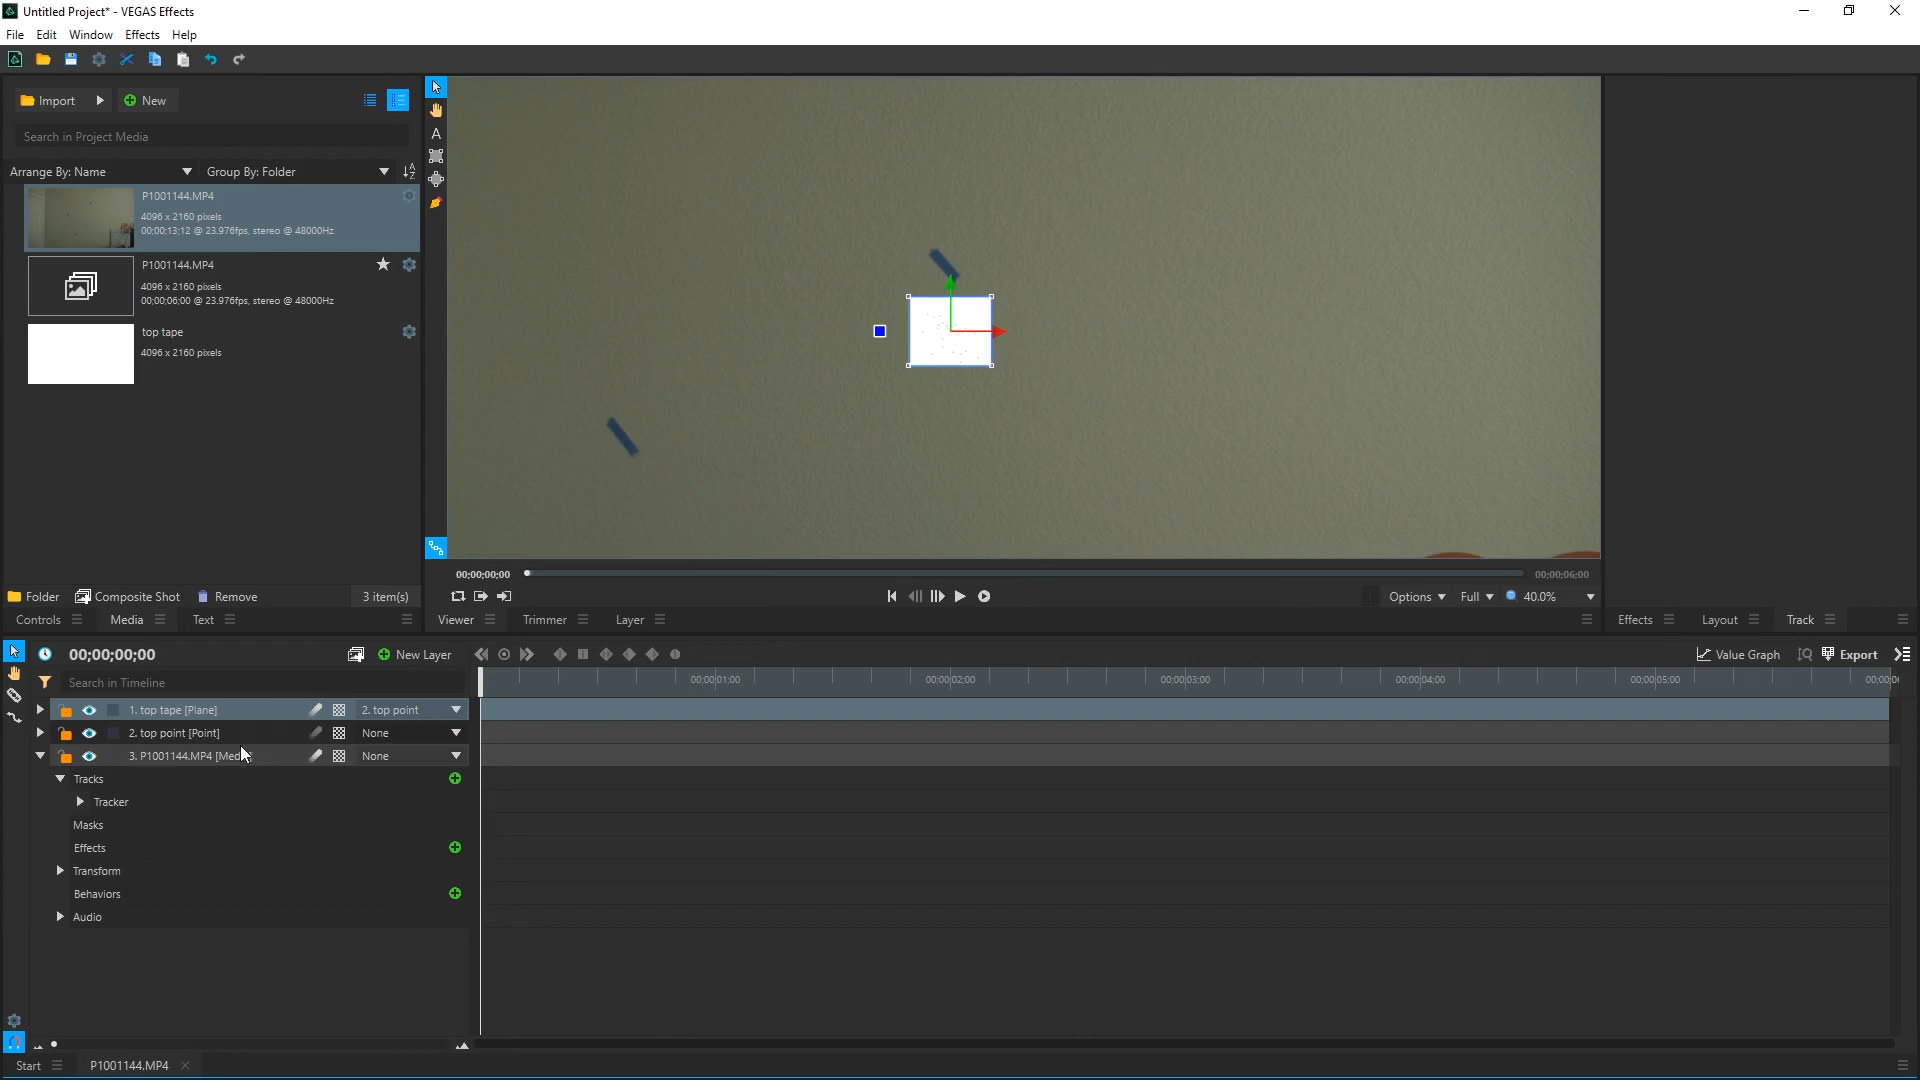 Untitled Project* - VEGAS Effects
File Edit Window Effects Help
Import New
Search in Project Media
Arrange By: Name Group By: Folder
P1001144.MP4
4096 x 2160 pixels
00:00:13;12 @ 23.976fps, stereo @ 48000Hz
P1001144.MP4
4096 x 2160 pixels
00:00:06;00 @ 23.976fps, stereo @ 48000Hz
top tape
4096 x 2160 pixels
A
00;00;00;00 00;00;06;00
Folder Composite Shot Remove 3 item(s)
Options Full 40.0%
Controls Media Text Viewer Trimmer Layer Effects Layout Track
00;00;00;00 New Layer Value Graph Export
Search in Timeline
00;00;01;00 00;00;02;00 00;00;03;00 00;00;04;00 00;00;05;00
1. top tape [Plane] 2. top point
2. top point [Point] None
3. P1001144.MP4 None
Tracks
Tracker
Masks
Effects
Transform
Behaviors
Audio
Start P1001144.MP4